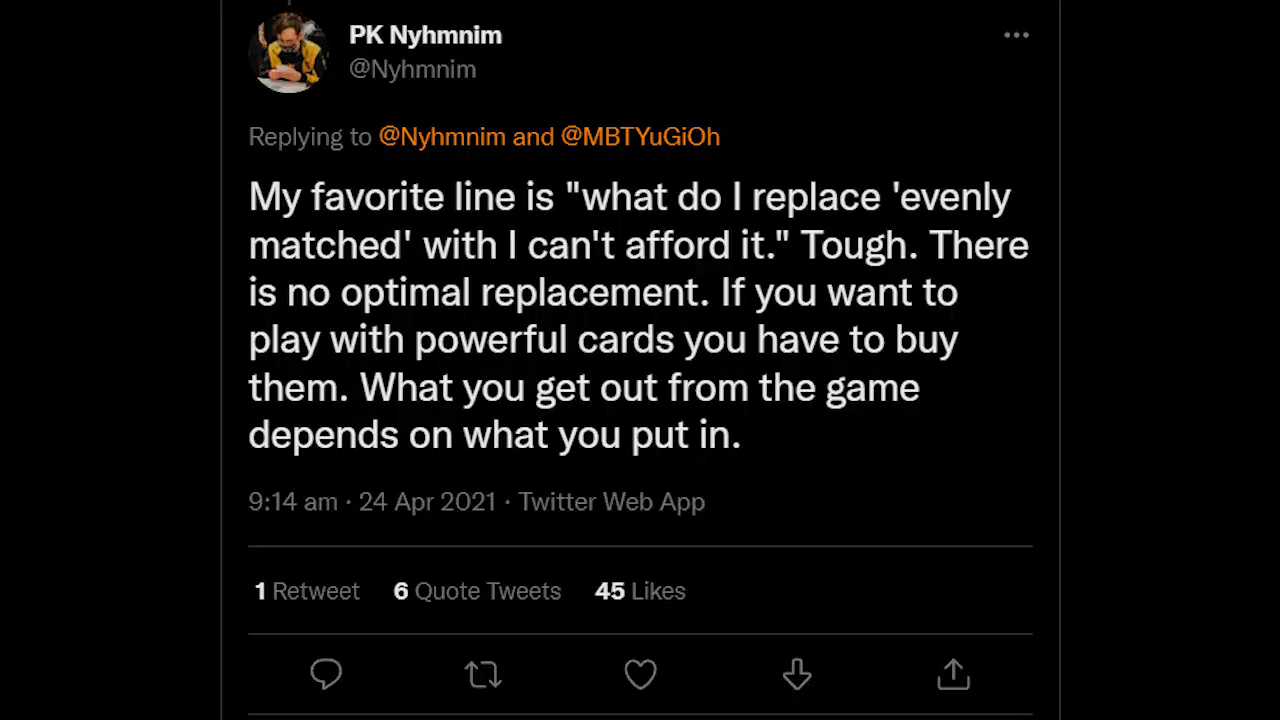 PK Nyhmnim
@Nyhmnim
Replying to @Nyhmnim and @MBTYuGiOh
My favorite line is "what do I replace 'evenly
matched' with I can't afford it." Tough. There
is no optimal replacement. If you want to
play with powerful cards you have to buy
them. What you get out from the game
depends on what you put in.
9:14 am · 24 Apr 2021 · Twitter Web App
1 Retweet 6 Quote Tweets 45 Likes